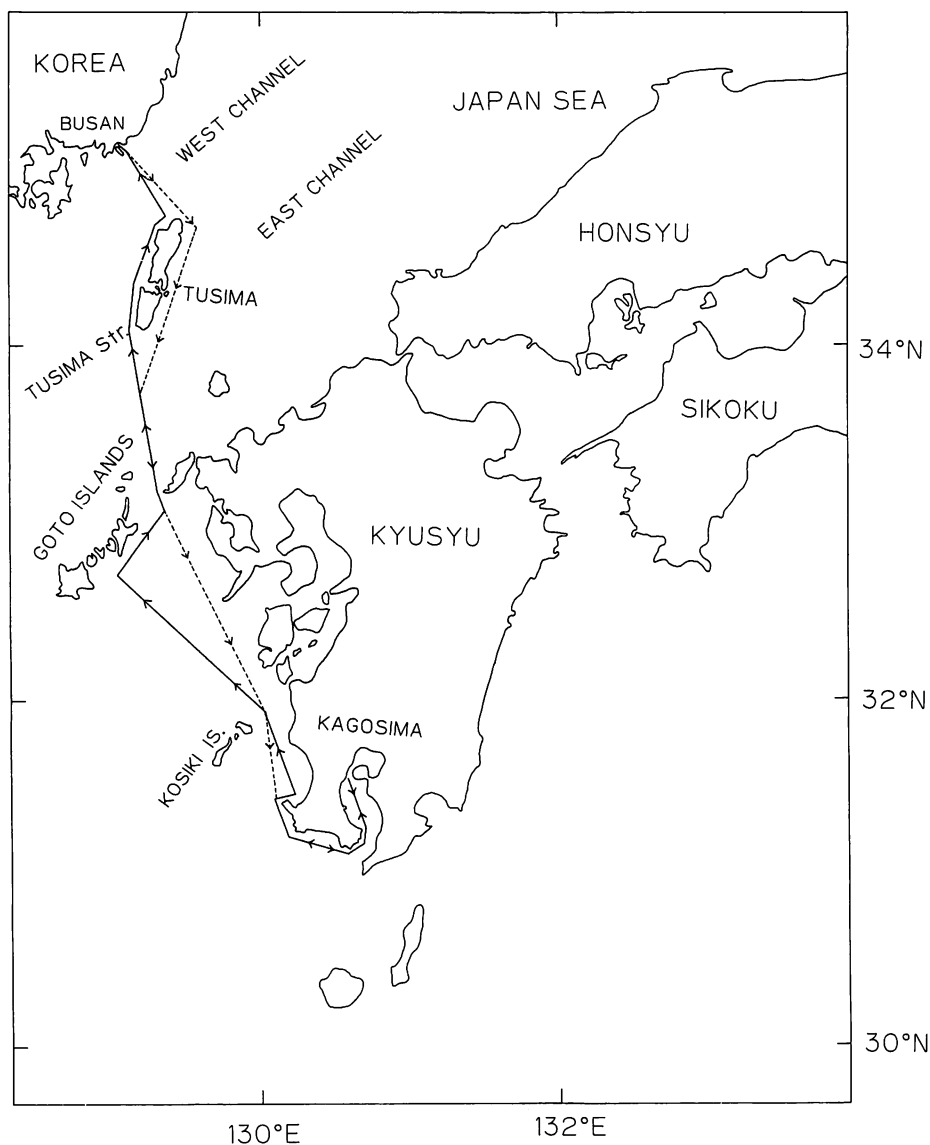 KOREA
WEST CHANNEL
JAPAN SEA
BUSAN
EAST CHANNEL
HONSYU
TUSIMA
TUSIMA Str.
34°N
SIKOKU
GOTO ISLANDS
KYUSYU
32°N
KAGOSIMA
KOSIKI IS.
30°N
130°E
132°E